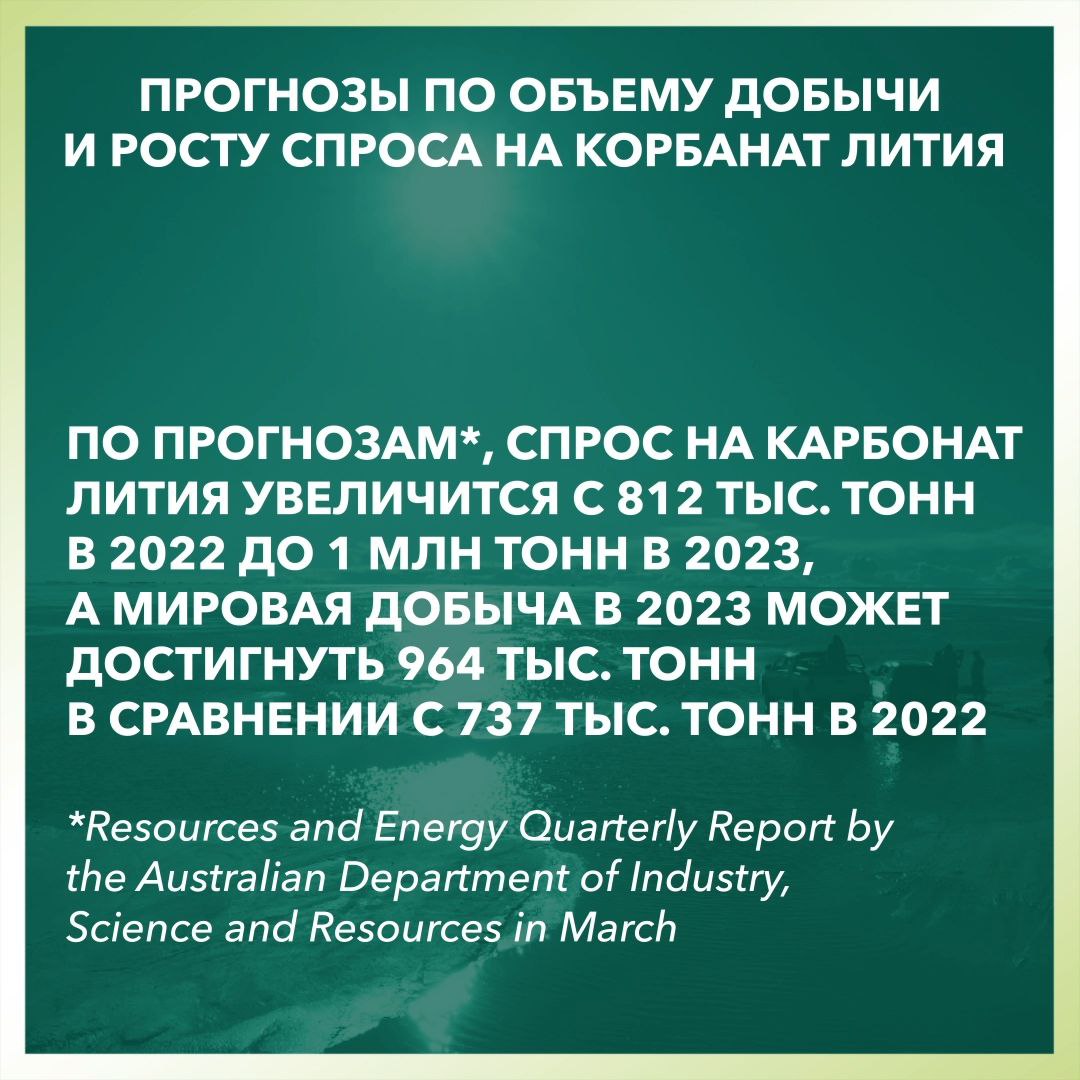 ПРОГНОЗЫ ПО ОБЪЕМУ ДОБЫЧИ
И РОСТУ СПРОСА НА КОРБАНАТ ЛИТИЯ
ПО ПРОГНОЗАМ*, СПРОС НА КАРБОНАТ
ЛИТИЯ УВЕЛИЧИТСЯ С 812 ТЫС. ТОНН
В 2022 ДО 1 МЛН ТОНН В 2023,
А МИРОВАЯ ДОБЫЧА В 2023 МОЖЕТ
ДОСТИГНУТЬ 964 ТЫС. ТОНН
В СРАВНЕНИИ С 737 ТЫС. ТОНН В 2022
*Resources and Energy Quarterly Report by
the Australian Department of Industry,
Science and Resources in March